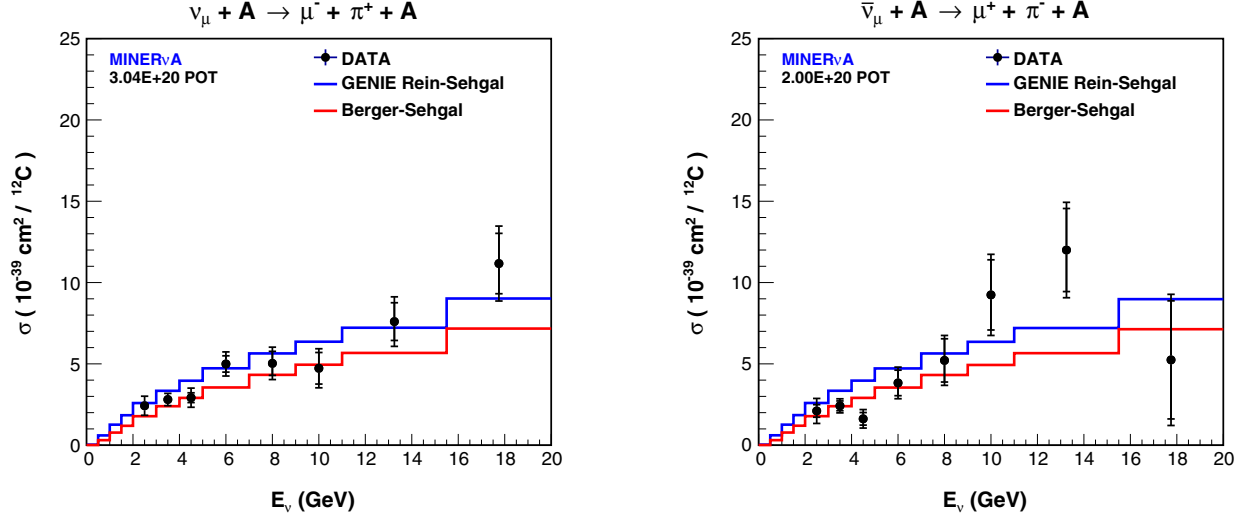 ν_μ + A → μ⁻ + π⁺ + A
25
20
15
10
5
0
σ ( 10⁻³⁹ cm² / ¹²C )
MINERνA
3.04E+20 POT
DATA
GENIE Rein-Sehgal
Berger-Sehgal
0 2 4 6 8 10 12 14 16 18 20
E_ν (GeV)
ν̅_μ + A → μ⁺ + π⁻ + A
25
20
15
10
5
0
σ ( 10⁻³⁹ cm² / ¹²C )
MINERνA
2.00E+20 POT
DATA
GENIE Rein-Sehgal
Berger-Sehgal
0 2 4 6 8 10 12 14 16 18 20
E_ν (GeV)